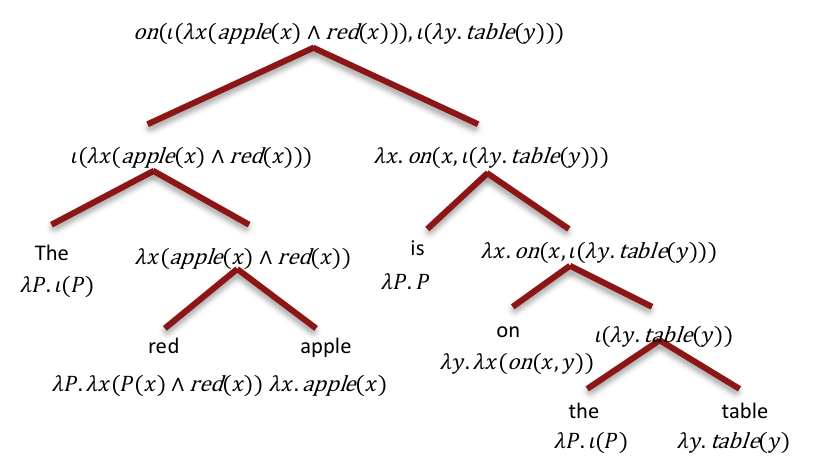 on(ι(λx(apple(x) ∧ red(x))),ι(λy.table(y)))
ι(λx(apple(x) ∧ red(x)))
λx.on(x,ι(λy.table(y)))
The
λP.ι(P)
λx(apple(x) ∧ red(x))
is
λP.P
λx.on(x,ι(λy.table(y)))
red
apple
λP.λx(P(x) ∧ red(x))
λx.apple(x)
on
λy.λx(on(x,y))
ι(λy.table(y))
the
λP.ι(P)
table
λy.table(y)